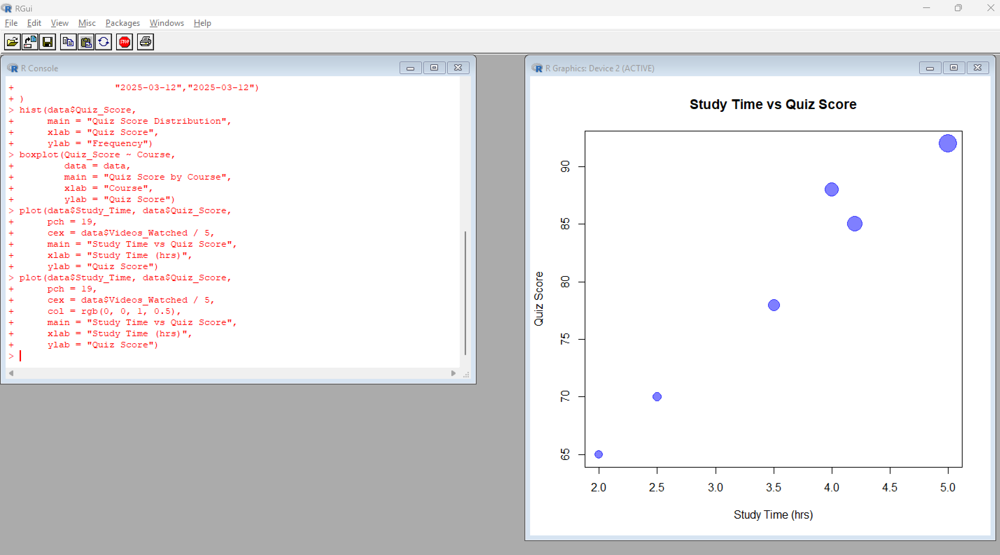 RGui
File Edit View Misc Packages Windows Help
STOP
R Console
+                   "2025-03-12","2025-03-12")
+ )
> hist(data$Quiz_Score,
+      main = "Quiz Score Distribution",
+      xlab = "Quiz Score",
+      ylab = "Frequency")
> boxplot(Quiz_Score ~ Course,
+         data = data,
+         main = "Quiz Score by Course",
+         xlab = "Course",
+         ylab = "Quiz Score")
> plot(data$Study_Time, data$Quiz_Score,
+      pch = 19,
+      cex = data$Videos_Watched / 5,
+      main = "Study Time vs Quiz Score",
+      xlab = "Study Time (hrs)",
+      ylab = "Quiz Score")
> plot(data$Study_Time, data$Quiz_Score,
+      pch = 19,
+      cex = data$Videos_Watched / 5,
+      col = rgb(0, 0, 1, 0.5),
+      main = "Study Time vs Quiz Score",
+      xlab = "Study Time (hrs)",
+      ylab = "Quiz Score")
>
R Graphics: Device 2 (ACTIVE)
Study Time vs Quiz Score
Quiz Score
90
85
80
75
70
65
2.0 2.5 3.0 3.5 4.0 4.5 5.0
Study Time (hrs)